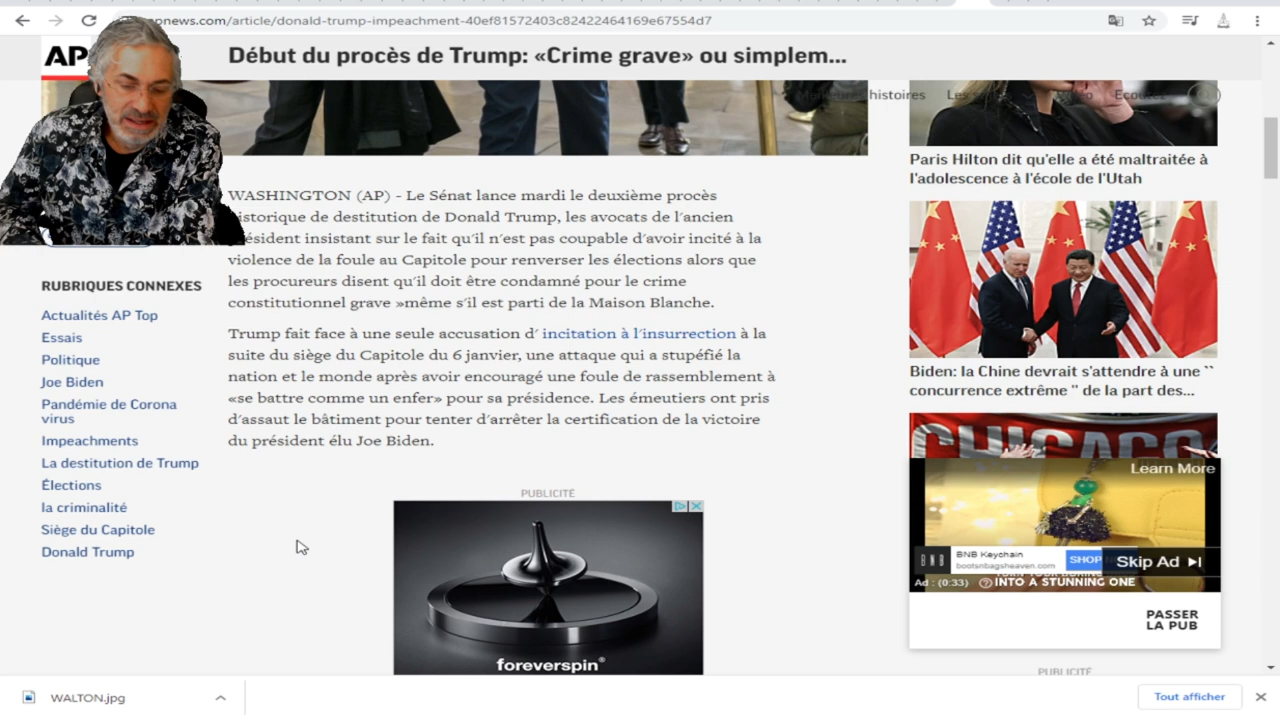 pnews.com/article/donald-trump-impeachment-40ef81572403c82422464169e67554d7
AP
Début du procès de Trump: «Crime grave» ou simplem...
histoires
Ecouter
WASHINGTON (AP) - Le Sénat lance mardi le deuxième procès
historique de destitution de Donald Trump, les avocats de l'ancien
président insistant sur le fait qu'il n'est pas coupable d'avoir incité à la
violence de la foule au Capitole pour renverser les élections alors que
les procureurs disent qu'il doit être condamné pour le crime
constitutionnel grave »même s'il est parti de la Maison Blanche.
Trump fait face à une seule accusation d' incitation à l'insurrection à la
suite du siège du Capitole du 6 janvier, une attaque qui a stupéfié la
nation et le monde après avoir encouragé une foule de rassemblement à
«se battre comme un enfer» pour sa présidence. Les émeutiers ont pris
d'assaut le bâtiment pour tenter d'arrêter la certification de la victoire
du président élu Joe Biden.
RUBRIQUES CONNEXES
Actualités AP Top
Essais
Politique
Joe Biden
Pandémie de Corona
virus
Impeachments
La destitution de Trump
Élections
la criminalité
Siège du Capitole
Donald Trump
PUBLICITÉ
foreverspin®
Paris Hilton dit qu'elle a été maltraitée à
l'adolescence à l'école de l'Utah
Biden: la Chine devrait s'attendre à une ``
concurrence extrême '' de la part des...
CHICAGO
Learn More
BNB Keychain
bootsnbagsheaven.com
SHOP
Skip Ad
Ad : (0:33)
INTO A STUNNING ONE
PASSER
LA PUB
PUBLICITÉ
WALTON.jpg
Tout afficher